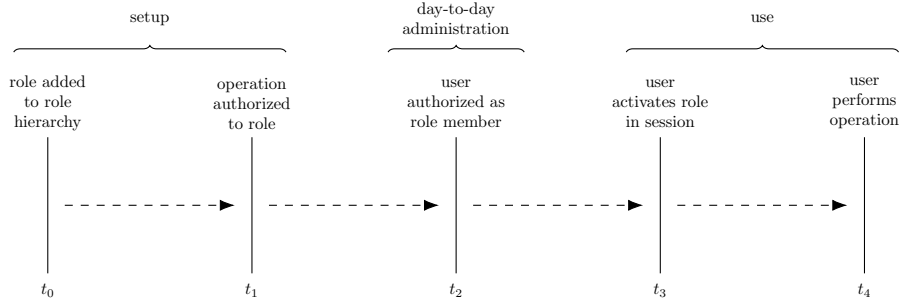 setup
day-to-day
administration
use
role added
to role
hierarchy
operation
authorized
to role
user
authorized as
role member
user
activates role
in session
user
performs
operation
t0
t1
t2
t3
t4